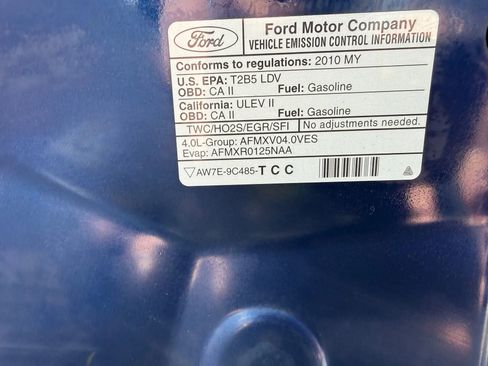 Ford
Ford Motor Company
VEHICLE EMISSION CONTROL INFORMATION
Conforms to regulations: 2010 MY
U.S. EPA: T2B5 LDV
OBD: CA II Fuel: Gasoline
California: ULEV II
OBD: CA II Fuel: Gasoline
TWC/HO2S/EGR/SFI No adjustments needed.
4.0L-Group: AFMXV04.0VES
Evap: AFMXR0125NAA
AW7E-9C485-TCC